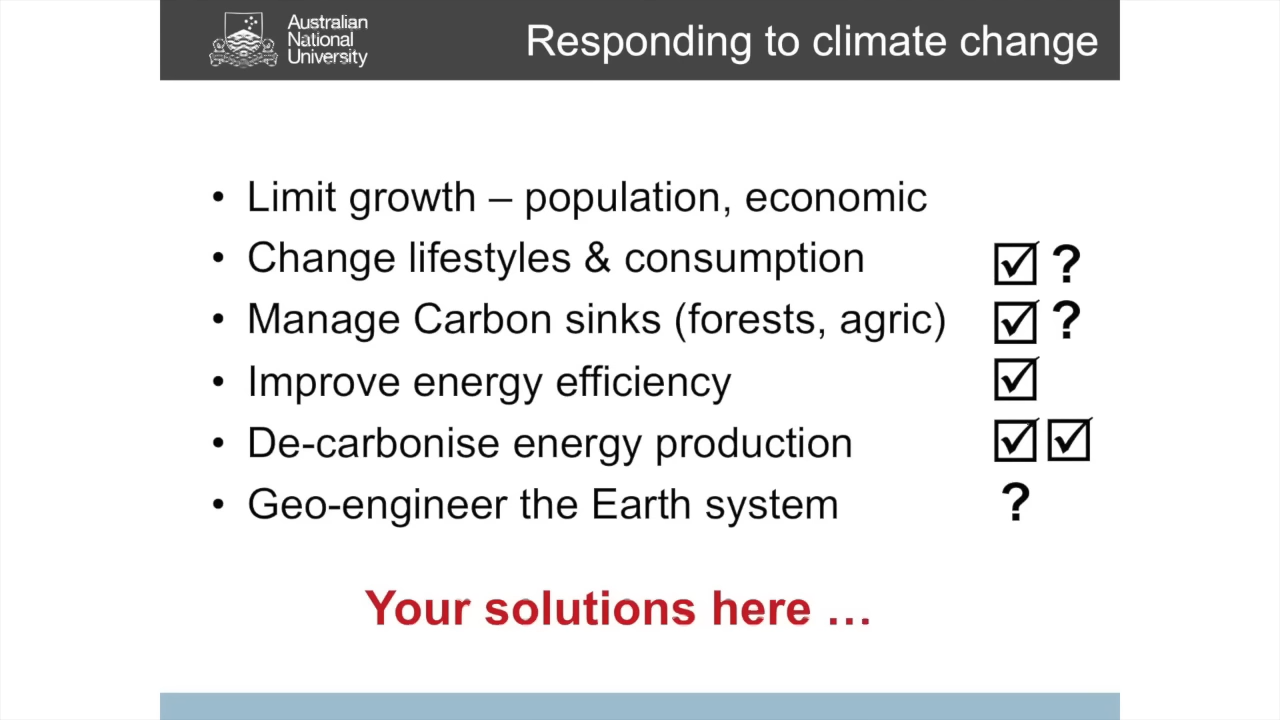 Australian
National
University
Responding to climate change
• Limit growth – population, economic
• Change lifestyles & consumption ☑ ?
• Manage Carbon sinks (forests, agric) ☑ ?
• Improve energy efficiency ☑
• De-carbonise energy production ☑ ☑
• Geo-engineer the Earth system ?
Your solutions here …